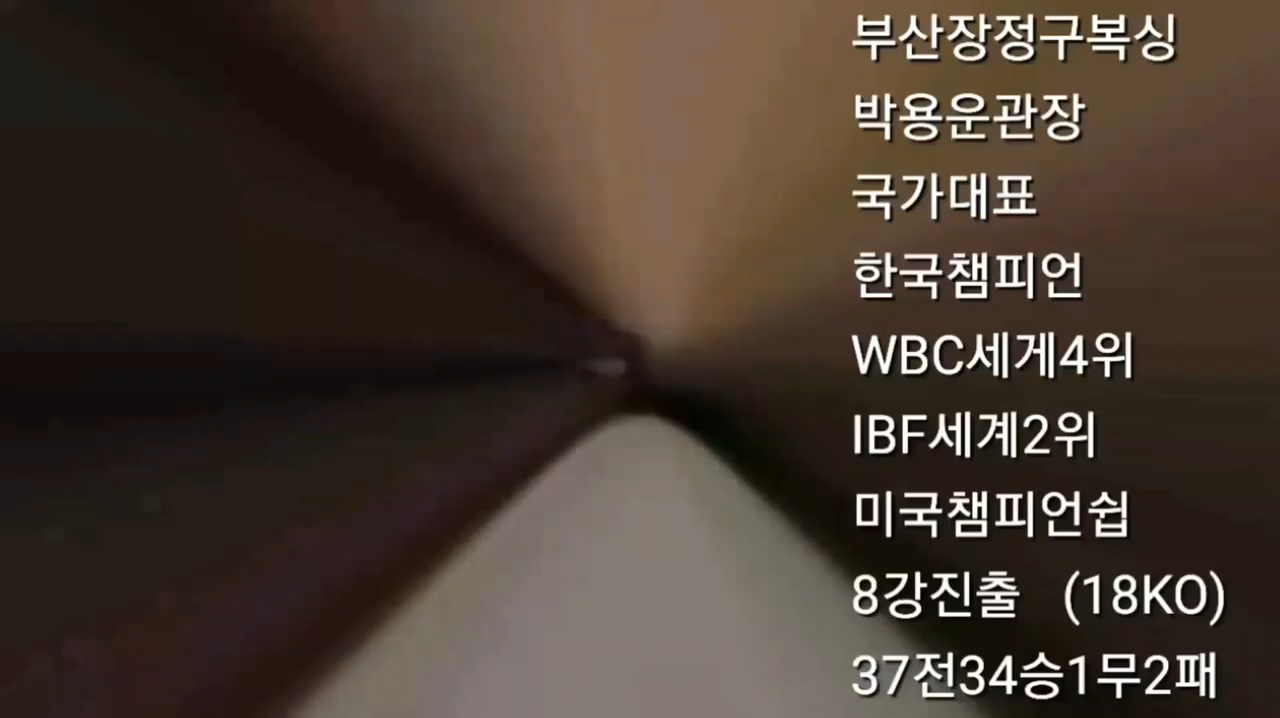 부산장정구복싱
박용운관장
국가대표
한국챔피언
WBC세게4위
IBF세계2위
미국챔피언쉽
8강진출 (18KO)
37전34승1무2패